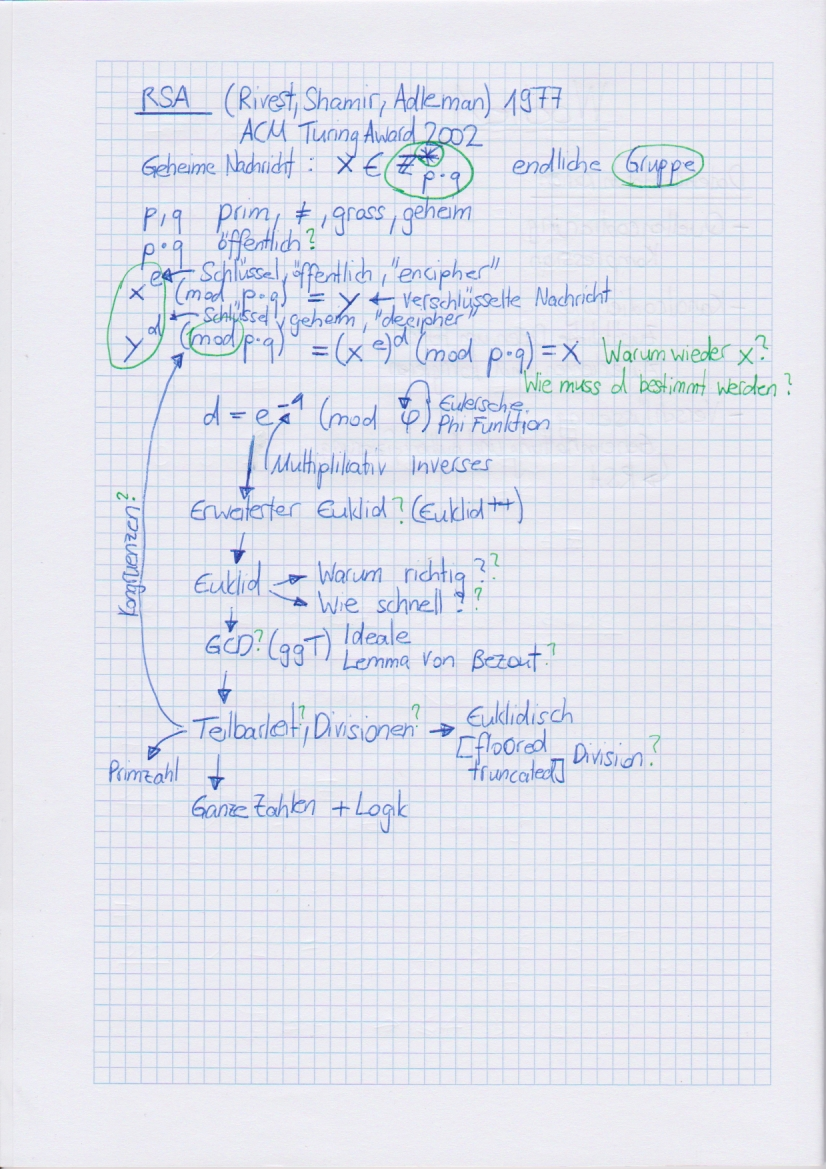 RSA (Rivest, Shamir, Adleman) 1977
ACM Turing Award 2002
Geheime Nachricht : x ∈ ℤ*p·q endliche Gruppe
p, q prim, ≠, gross, geheim
p·q öffentlich?
e ← Schlüssel, öffentlich, "encipher"
x (mod p·q) = y ← verschlüsselte Nachricht
d ← Schlüssel, geheim, "decipher"
y (mod p·q) = (x^e)^d (mod p·q) = x Warum wieder x?
Wie muss d bestimmt werden?
d = e^-1 (mod φ) Eulersche
Phi Funktion
Multiplikativ Inverses
Erweiterter Euklid? (Euklid++)
Kongruenzen?
Euklid → Warum richtig??
→ Wie schnell??
GCD? (ggT) Ideale
Lemma von Bezout?
Teilbarkeit?, Divisionen? → Euklidisch
[floored
truncated] Division?
Primzahl
Ganze Zahlen + Logik